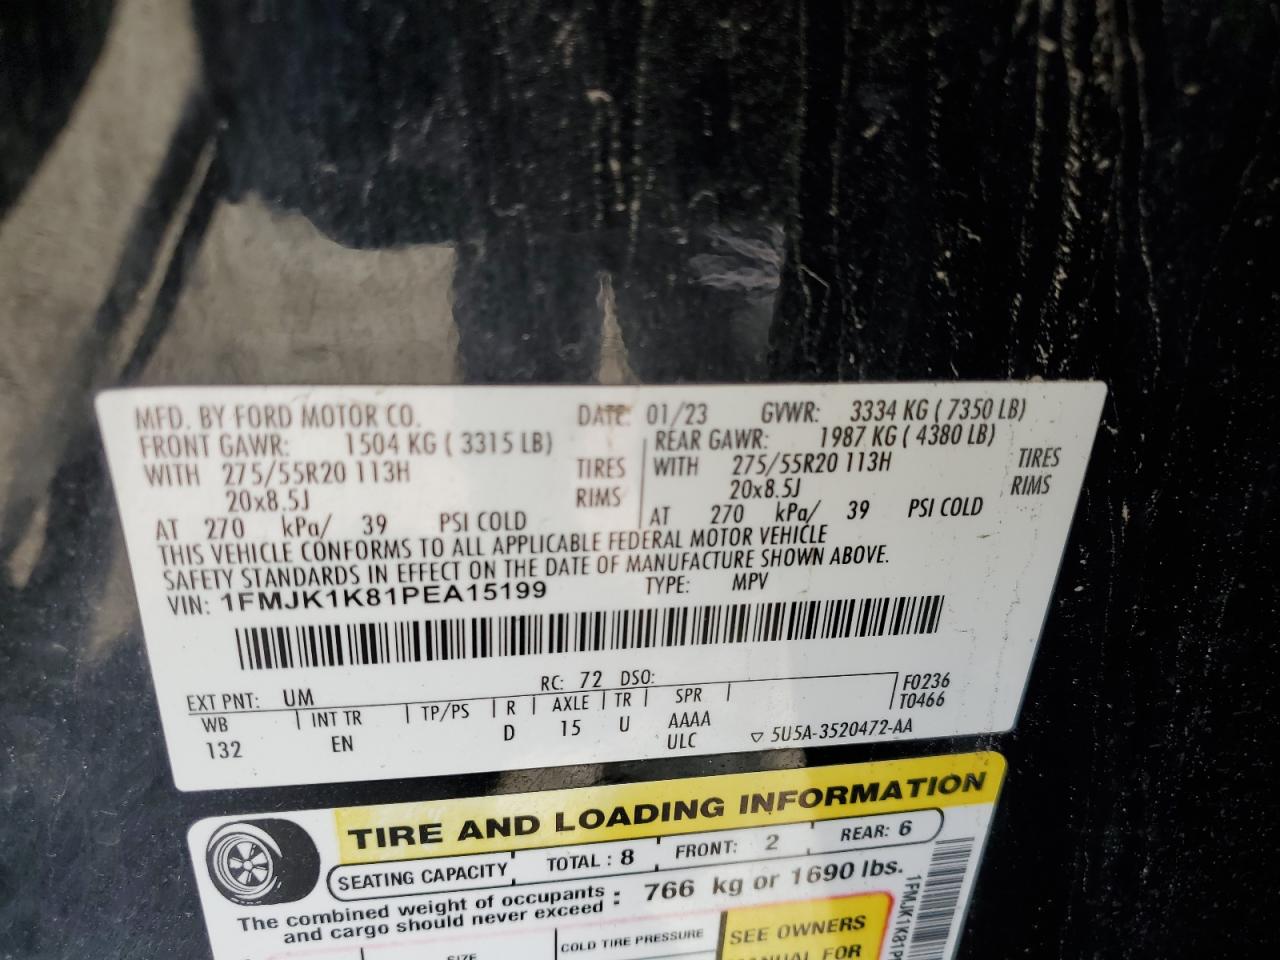 MFD. BY FORD MOTOR CO. DATE: 01/23 GVWR: 3334 KG ( 7350 LB)
FRONT GAWR: 1504 KG ( 3315 LB) REAR GAWR: 1987 KG ( 4380 LB)
WITH 275/55R20 113H TIRES WITH 275/55R20 113H TIRES
20x8.5J RIMS 20x8.5J RIMS
AT 270 kPa/ 39 PSI COLD AT 270 kPa/ 39 PSI COLD
THIS VEHICLE CONFORMS TO ALL APPLICABLE FEDERAL MOTOR VEHICLE
SAFETY STANDARDS IN EFFECT ON THE DATE OF MANUFACTURE SHOWN ABOVE.
VIN: 1FMJK1K81PEA15199 TYPE: MPV
EXT PNT: UM RC: 72 DSO: F0236
WB INT TR TP/PS R AXLE TR SPR T0466
132 EN D 15 U AAAA
ULC ▽ 5U5A-3520472-AA
TIRE AND LOADING INFORMATION
SEATING CAPACITY TOTAL : 8 FRONT: 2 REAR: 6
The combined weight of occupants : 766 kg or 1690 lbs.
and cargo should never exceed
SIZE COLD TIRE PRESSURE SEE OWNERS
MANUAL FOR
1FMJK1K81P